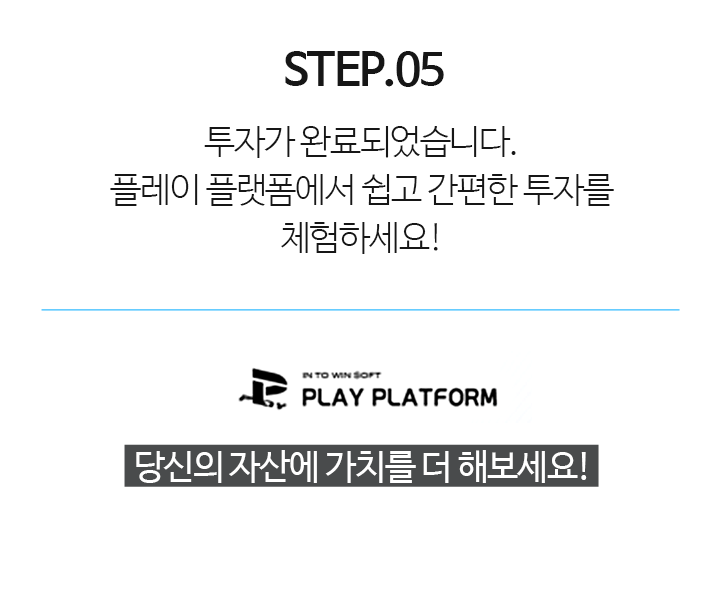 STEP.05
투자가 완료되었습니다.
플레이 플랫폼에서 쉽고 간편한 투자를
체험하세요!
IN TO WIN SOFT
PLAY PLATFORM
당신의 자산에 가치를 더 해보세요!